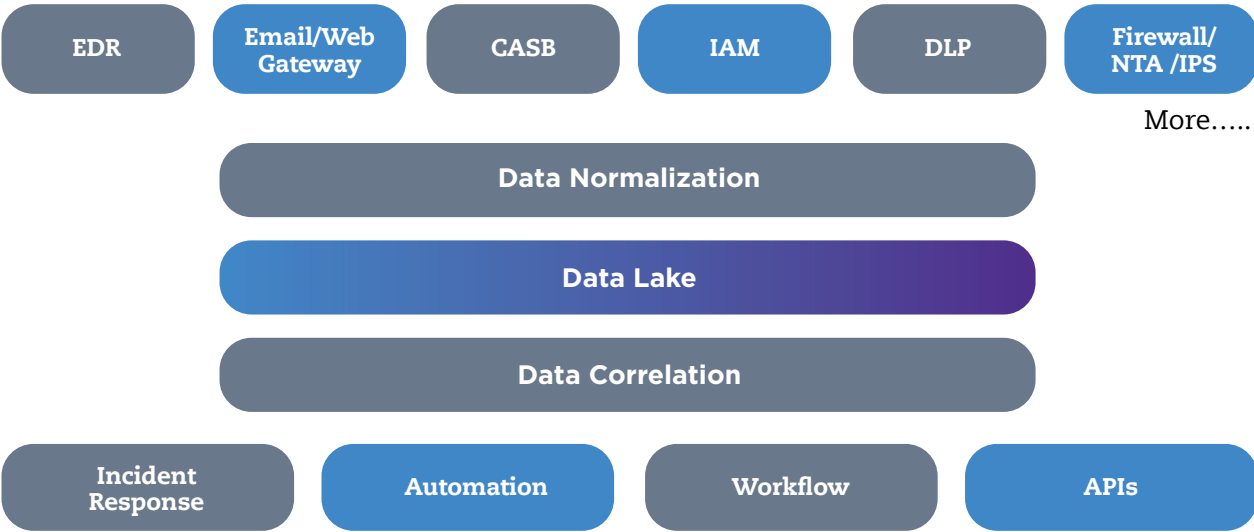 EDR
Email/Web
Gateway
CASB
IAM
DLP
Firewall/
NTA /IPS
More.....
Data Normalization
Data Lake
Data Correlation
Incident
Response
Automation
Workflow
APIs